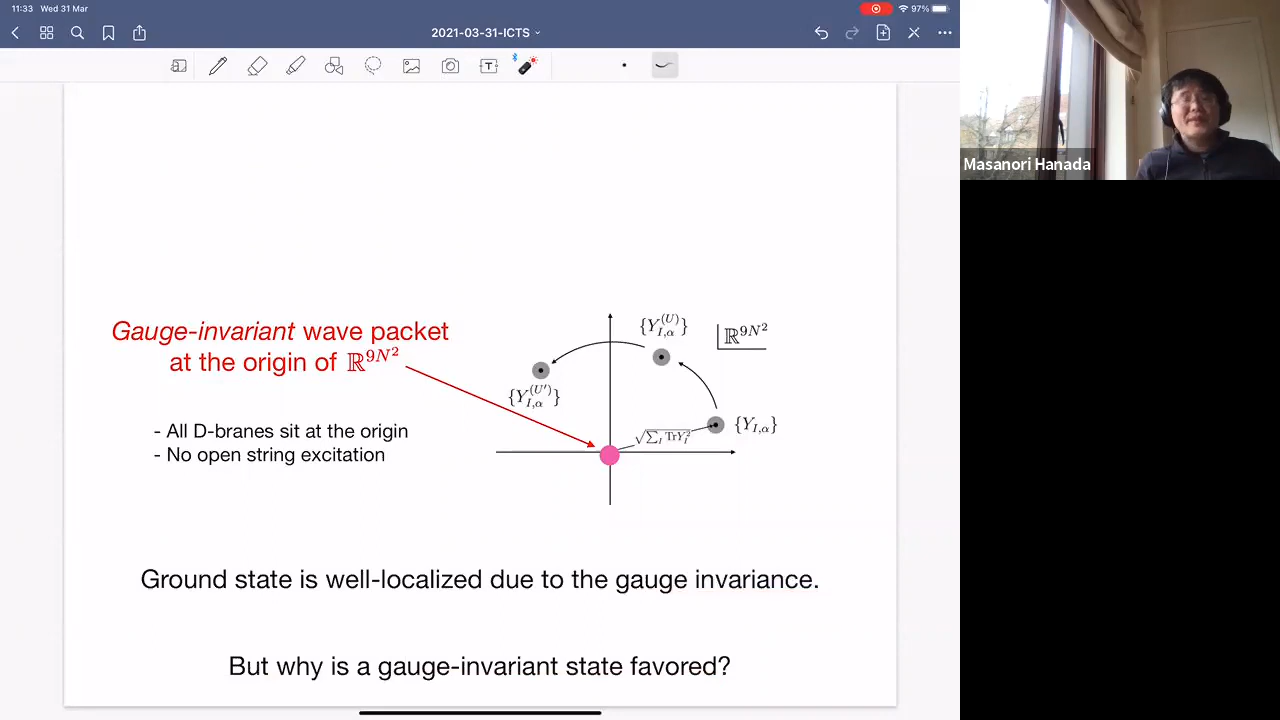 11:33 Wed 31 Mar
97%
2021-03-31-ICTS
T
Masanori Hanada
Gauge-invariant wave packet
at the origin of ℝ^{9N^2}
- All D-branes sit at the origin
- No open string excitation
{Y_{I,α}^{(U)}}
ℝ^{9N^2}
{Y_{I,α}^{(U′)}}
√∑_I TrY_I^2
{Y_{I,α}}
Ground state is well-localized due to the gauge invariance.
But why is a gauge-invariant state favored?